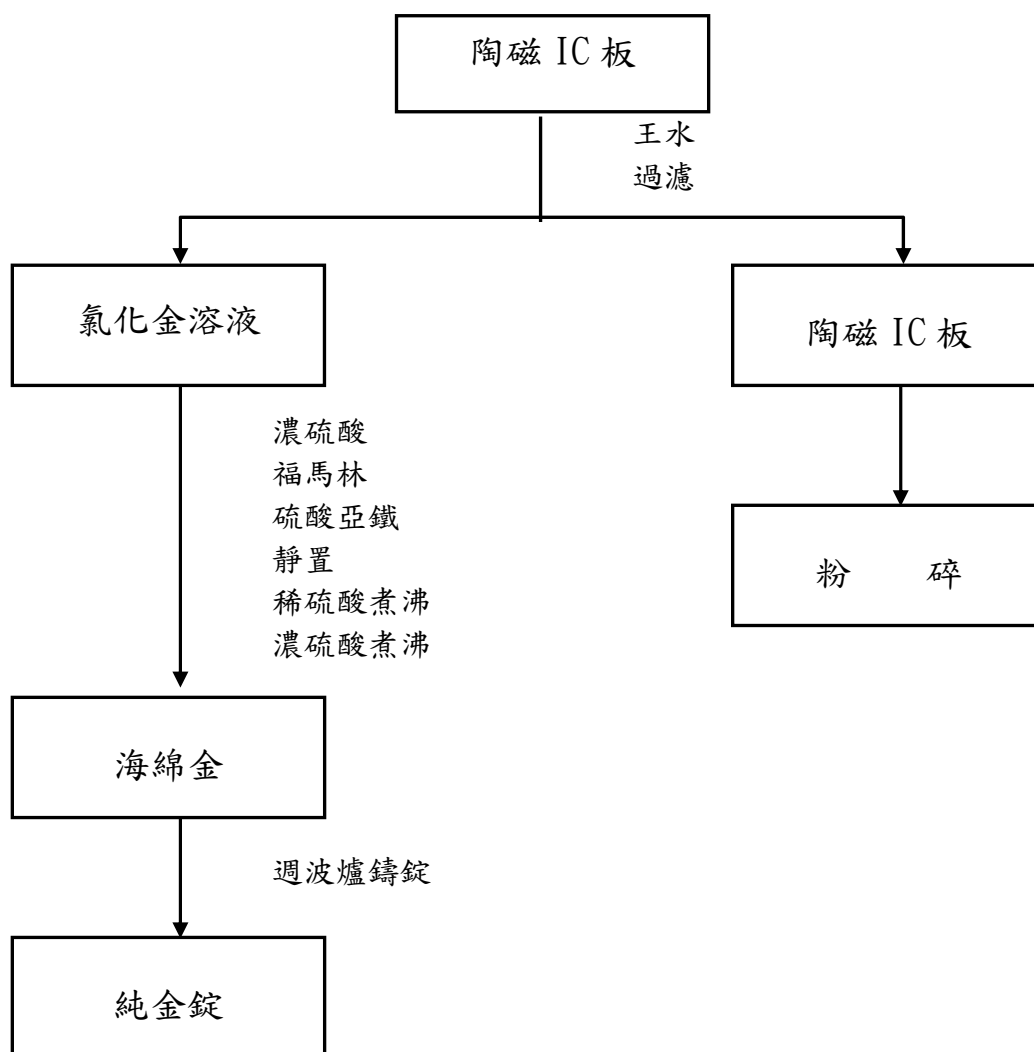 陶磁 IC 板
王水
過濾
氯化金溶液
陶磁 IC 板
濃硫酸
福馬林
硫酸亞鐵
靜置
稀硫酸煮沸
濃硫酸煮沸
粉　　碎
海綿金
週波爐鑄錠
純金錠